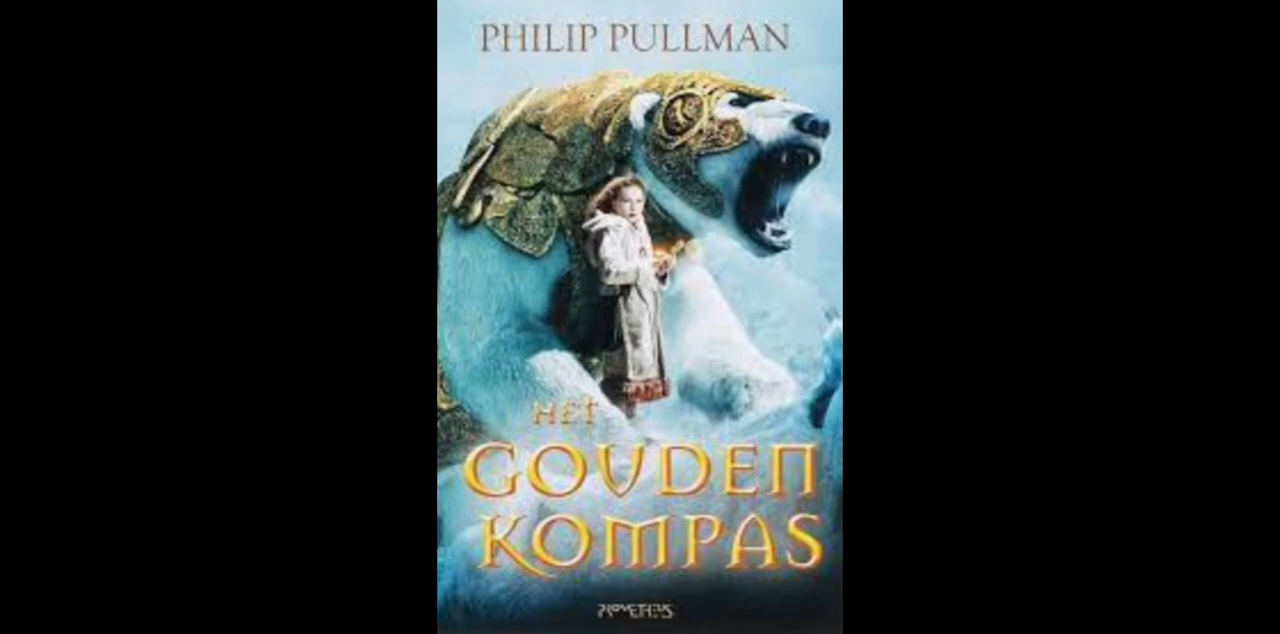 PHILIP PULLMAN
HET
GOUDEN
KOMPAS
PROMETHEUS